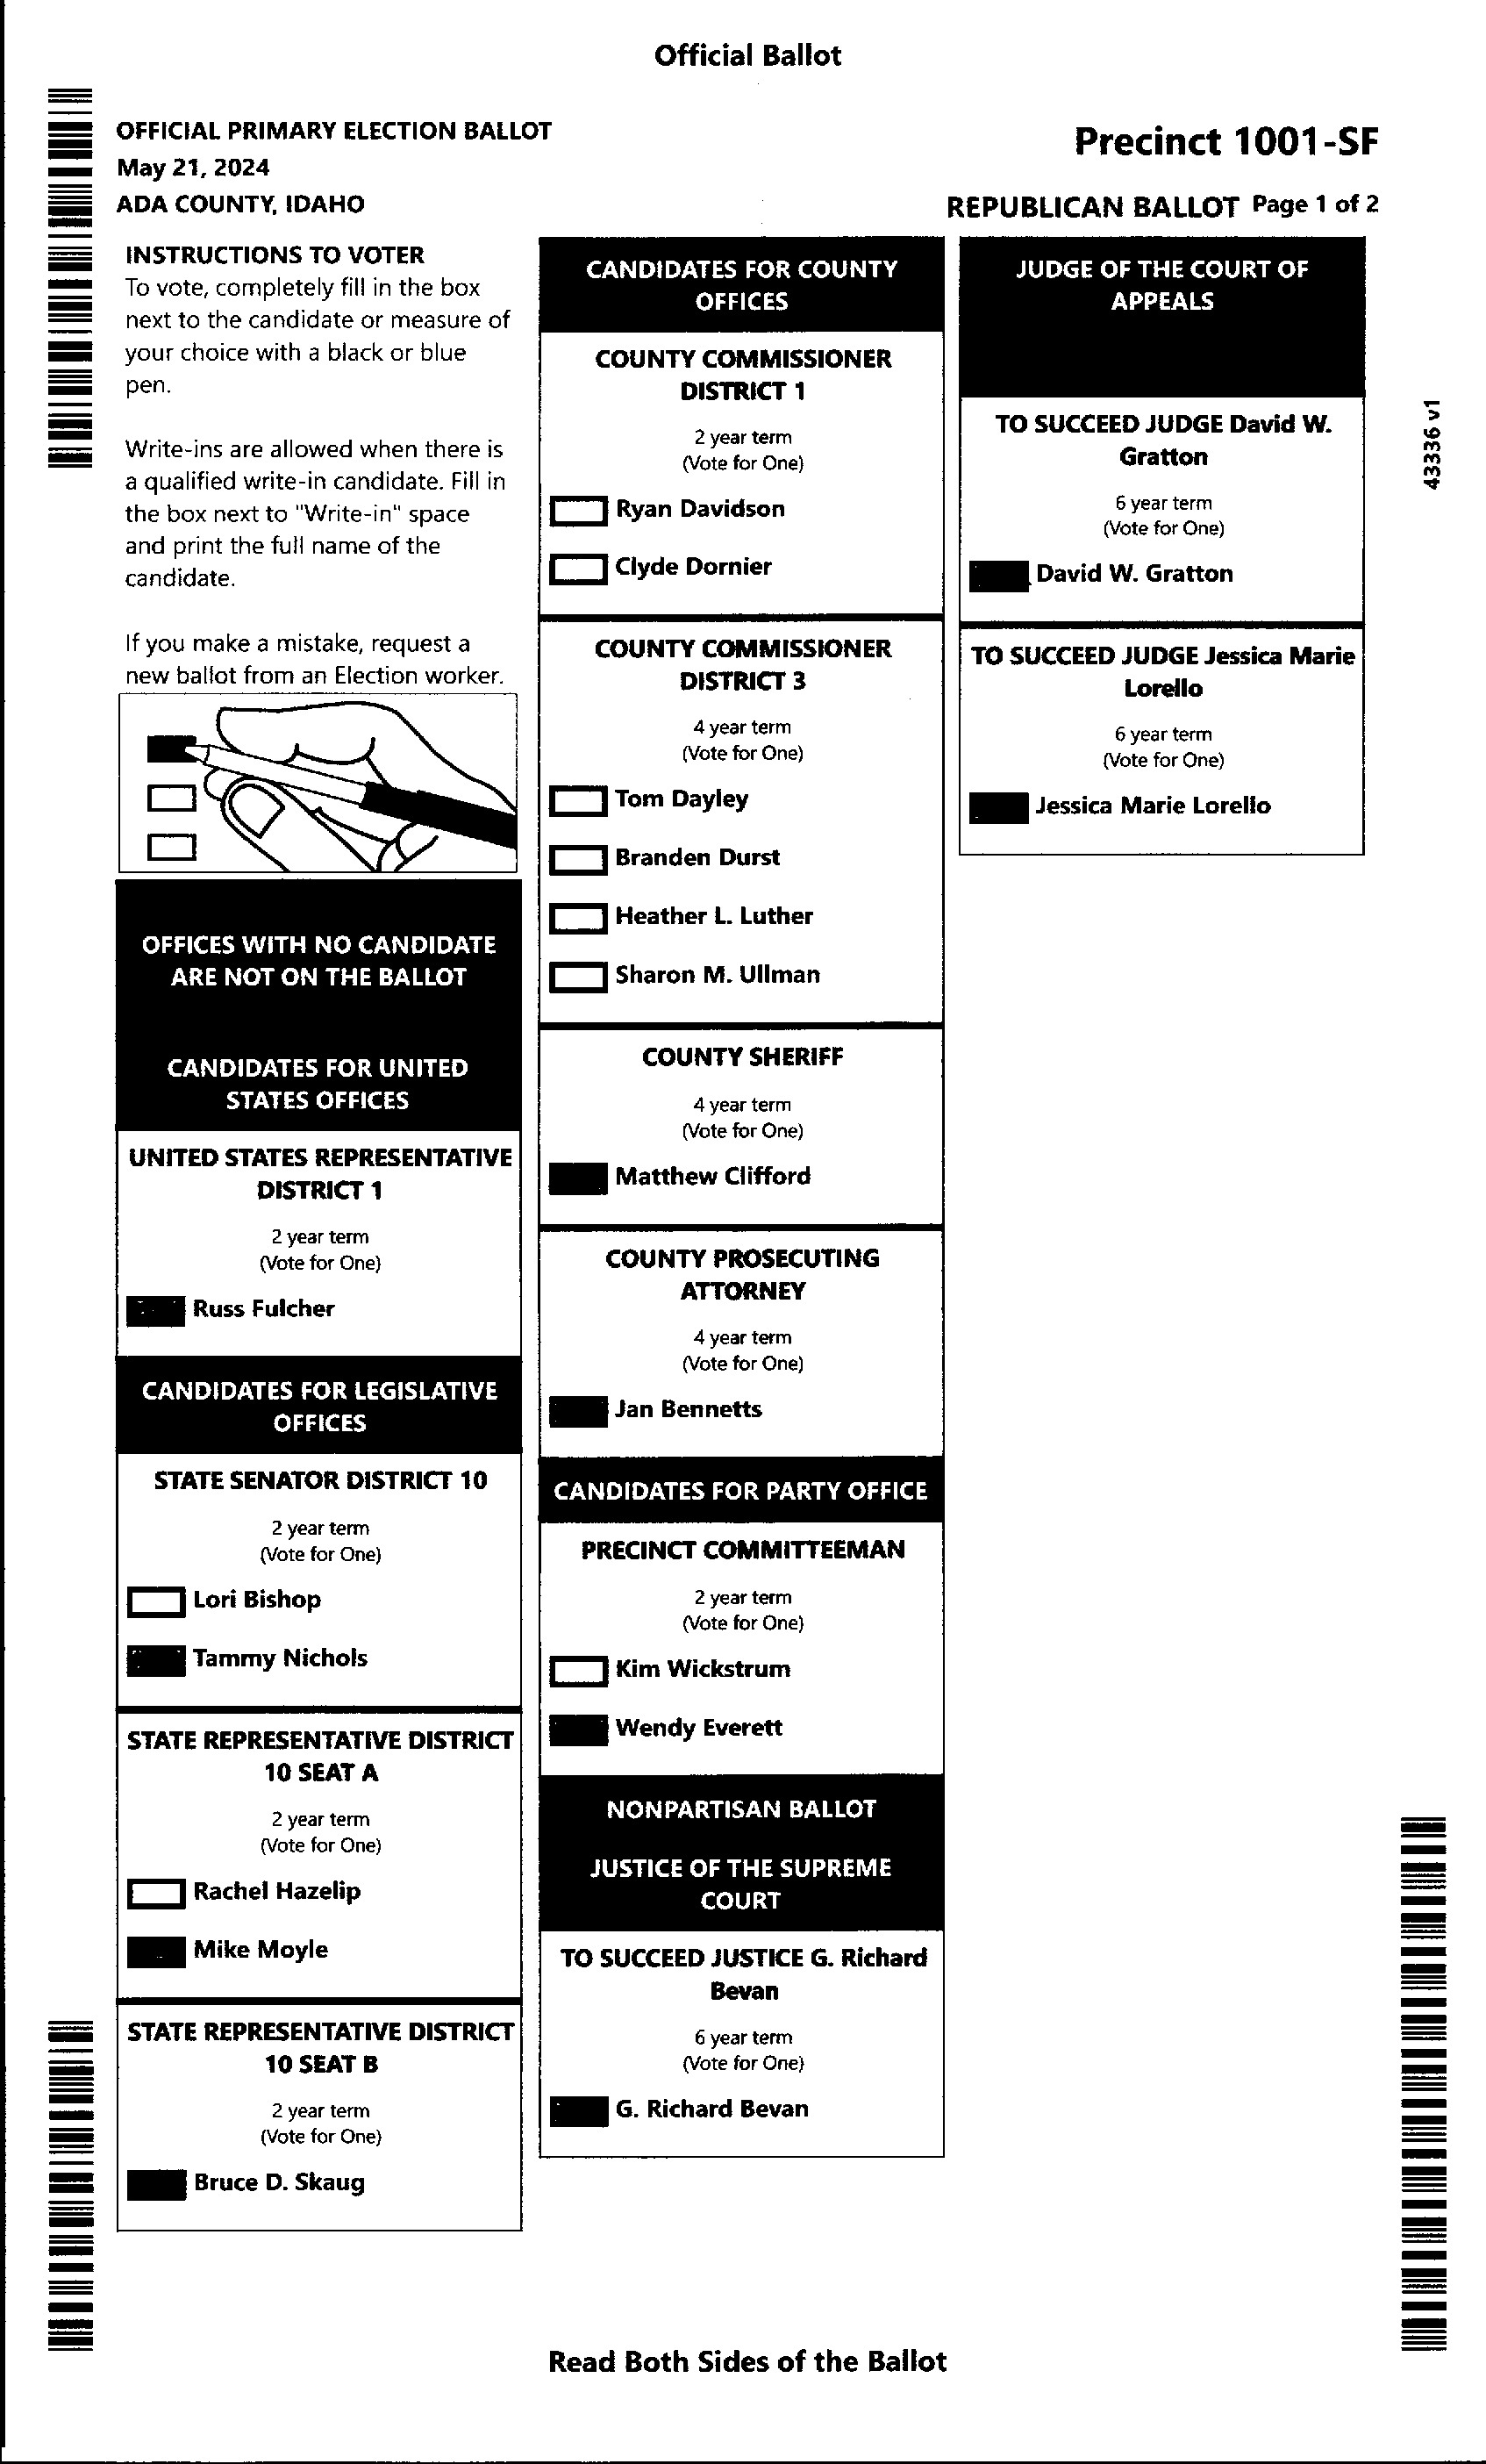 Official Ballot
OFFICIAL PRIMARY ELECTION BALLOT
May 21, 2024
ADA COUNTY, IDAHO
Precinct 1001-SF
REPUBLICAN BALLOT Page 1 of 2
INSTRUCTIONS TO VOTER
To vote, completely fill in the box
next to the candidate or measure of
your choice with a black or blue
pen.
Write-ins are allowed when there is
a qualified write-in candidate. Fill in
the box next to "Write-in" space
and print the full name of the
candidate.
If you make a mistake, request a
new ballot from an Election worker.
OFFICES WITH NO CANDIDATE
ARE NOT ON THE BALLOT
CANDIDATES FOR UNITED
STATES OFFICES
UNITED STATES REPRESENTATIVE
DISTRICT 1
2 year term
(Vote for One)
Russ Fulcher
CANDIDATES FOR LEGISLATIVE
OFFICES
STATE SENATOR DISTRICT 10
2 year term
(Vote for One)
Lori Bishop
Tammy Nichols
STATE REPRESENTATIVE DISTRICT
10 SEAT A
2 year term
(Vote for One)
Rachel Hazelip
Mike Moyle
STATE REPRESENTATIVE DISTRICT
10 SEAT B
2 year term
(Vote for One)
Bruce D. Skaug
CANDIDATES FOR COUNTY
OFFICES
COUNTY COMMISSIONER
DISTRICT 1
2 year term
(Vote for One)
Ryan Davidson
Clyde Dornier
COUNTY COMMISSIONER
DISTRICT 3
4 year term
(Vote for One)
Tom Dayley
Branden Durst
Heather L. Luther
Sharon M. Ullman
COUNTY SHERIFF
4 year term
(Vote for One)
Matthew Clifford
COUNTY PROSECUTING
ATTORNEY
4 year term
(Vote for One)
Jan Bennetts
CANDIDATES FOR PARTY OFFICE
PRECINCT COMMITTEEMAN
2 year term
(Vote for One)
Kim Wickstrum
Wendy Everett
NONPARTISAN BALLOT
JUSTICE OF THE SUPREME
COURT
TO SUCCEED JUSTICE G. Richard
Bevan
6 year term
(Vote for One)
G. Richard Bevan
JUDGE OF THE COURT OF
APPEALS
TO SUCCEED JUDGE David W.
Gratton
6 year term
(Vote for One)
David W. Gratton
TO SUCCEED JUDGE Jessica Marie
Lorello
6 year term
(Vote for One)
Jessica Marie Lorello
43336 v1
Read Both Sides of the Ballot